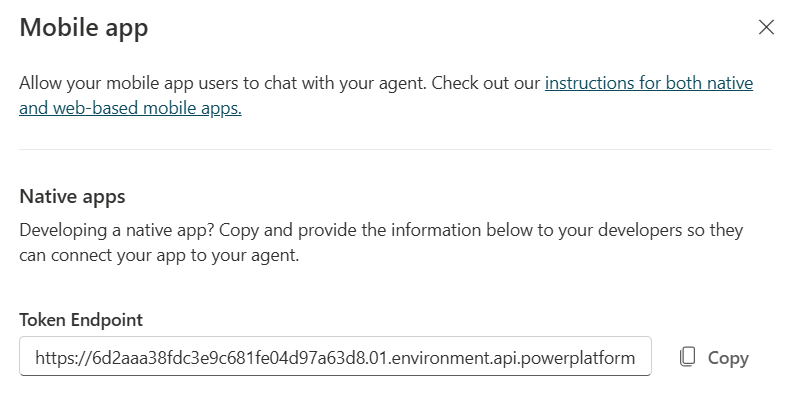 Mobile app
Allow your mobile app users to chat with your agent. Check out our instructions for both native
and web-based mobile apps.
Native apps
Developing a native app? Copy and provide the information below to your developers so they
can connect your app to your agent.
Token Endpoint
https://6d2aaa38fdc3e9c681fe04d97a63d8.01.environment.api.powerplatform
Copy